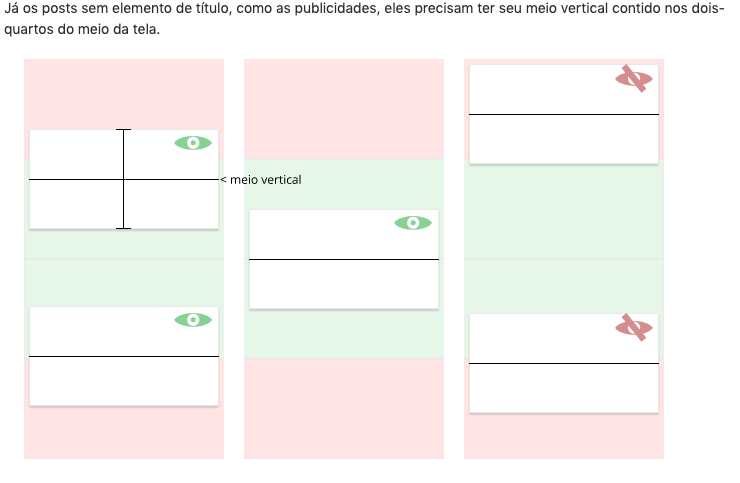 Já os posts sem elemento de título, como as publicidades, eles precisam ter seu meio vertical contido nos dois-
quartos do meio da tela.
< meio vertical